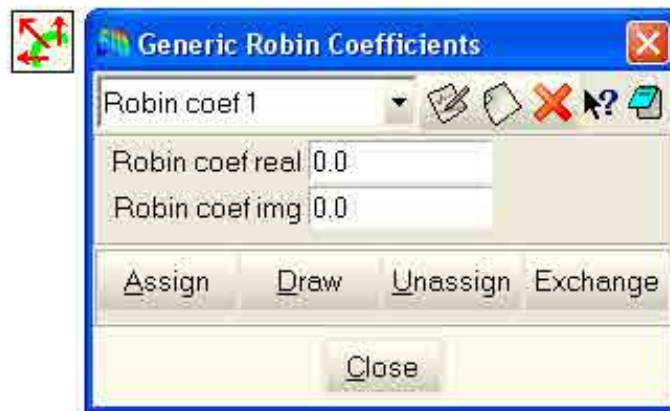 Generic Robin Coefficients
Robin coef 1
Robin coef real 0.0
Robin coef img 0.0
Assign Draw Unassign Exchange
Close